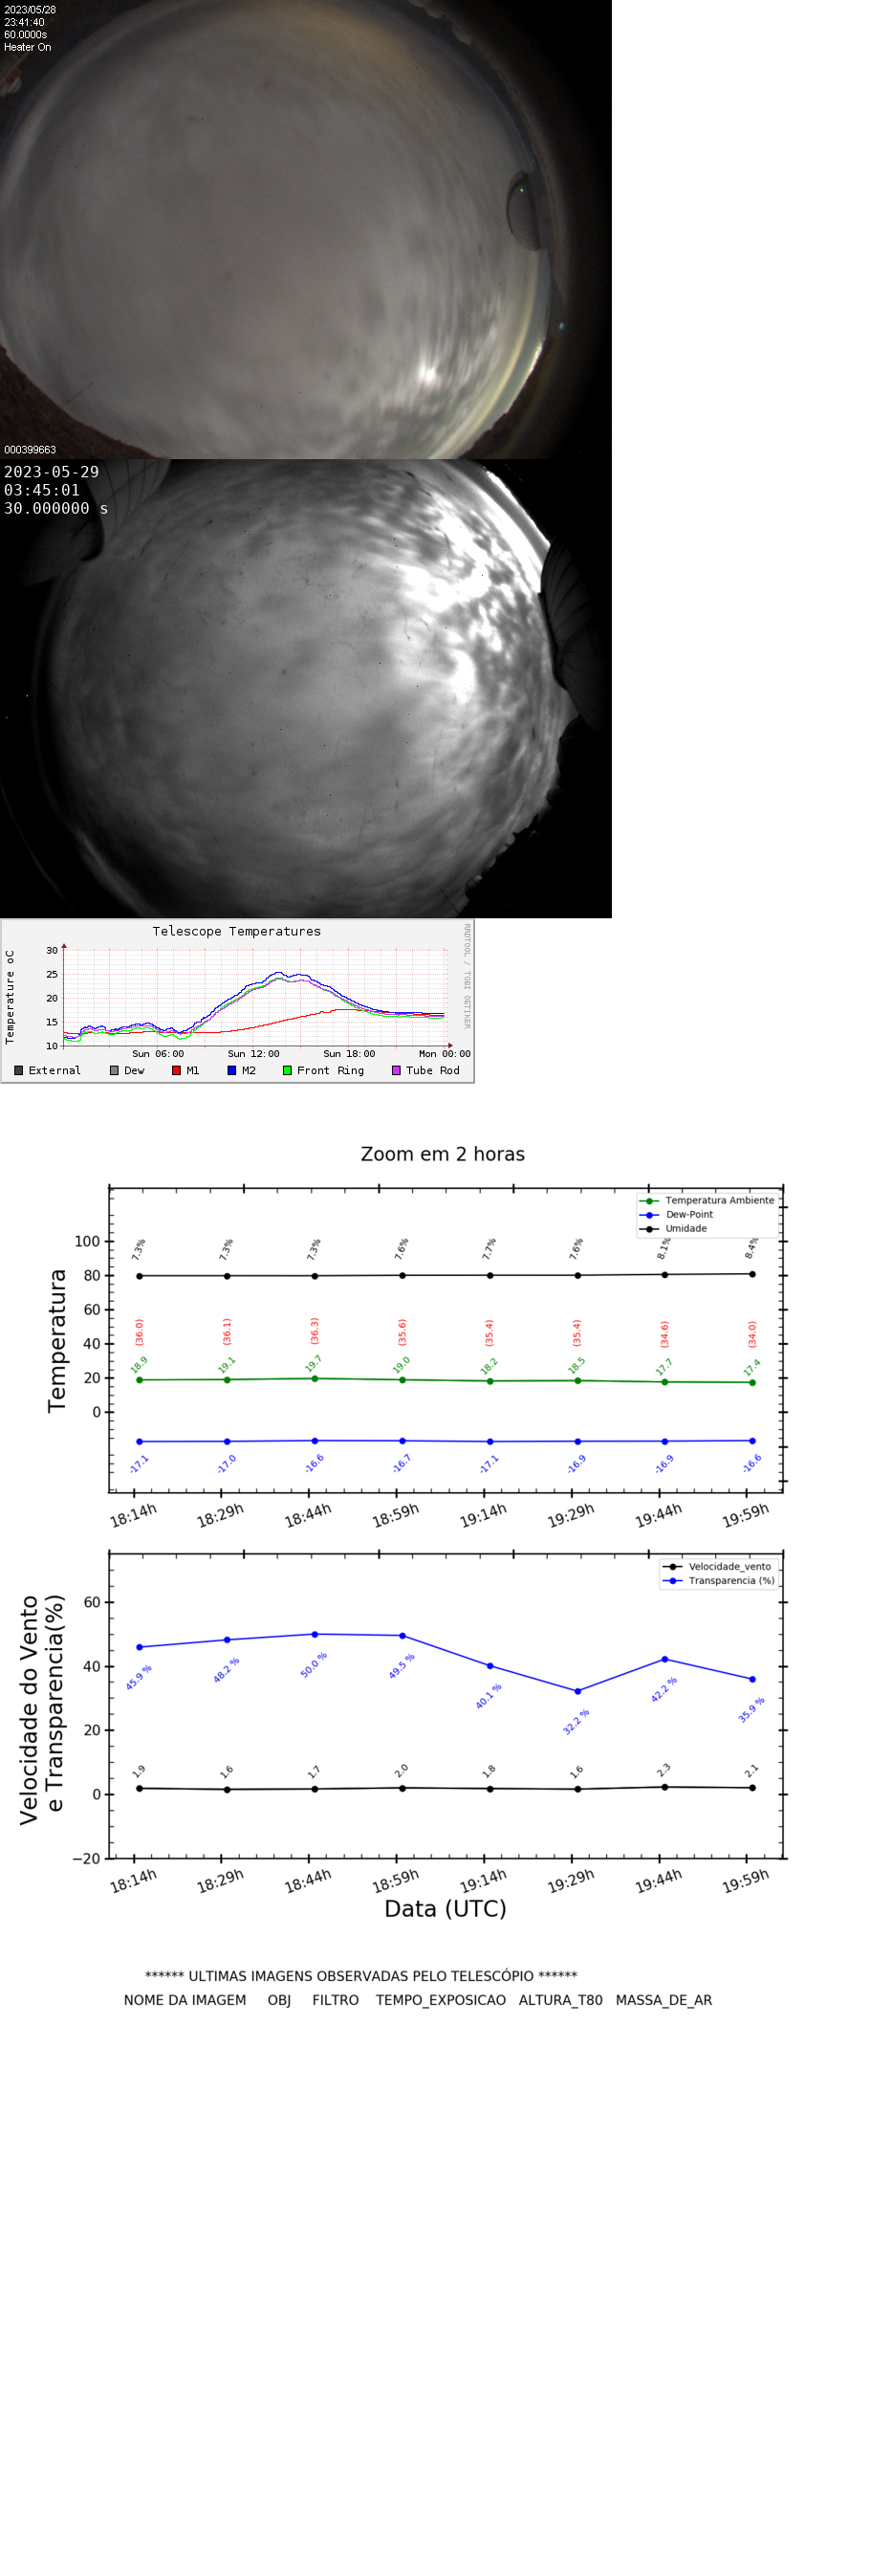 2023/05/28
23:41:40
60.0000s
Heater On
000399663
2023-05-29
03:45:01
30.000000 s
Telescope Temperatures
RRDTOOL / TOBI OETIKER
Temperature oC
30
25
20
15
10
Sun 06:00 Sun 12:00 Sun 18:00 Mon 00:00
External Dew M1 M2 Front Ring Tube Rod
Zoom em 2 horas
Temperatura Ambiente
Dew-Point
Umidade
Temperatura
100
80
60
40
20
0
7.3% 7.3% 7.3% 7.6% 7.7% 7.6% 8.1% 8.4%
(36.0) (36.1) (36.3) (35.6) (35.4) (35.4) (34.6) (34.0)
18.9 19.1 19.7 19.0 18.2 18.5 17.7 17.4
-17.1 -17.0 -16.6 -16.7 -17.1 -16.9 -16.9 -16.6
18:14h 18:29h 18:44h 18:59h 19:14h 19:29h 19:44h 19:59h
Velocidade_vento
Transparencia (%)
Velocidade do Vento
e Transparencia(%)
60
40
20
0
−20
45.9 % 48.2 % 50.0 % 49.5 % 40.1 % 32.2 % 42.2 % 35.9 %
1.9 1.6 1.7 2.0 1.8 1.6 2.3 2.1
18:14h 18:29h 18:44h 18:59h 19:14h 19:29h 19:44h 19:59h
Data (UTC)
****** ULTIMAS IMAGENS OBSERVADAS PELO TELESCÓPIO ******
NOME DA IMAGEM OBJ FILTRO TEMPO_EXPOSICAO ALTURA_T80 MASSA_DE_AR